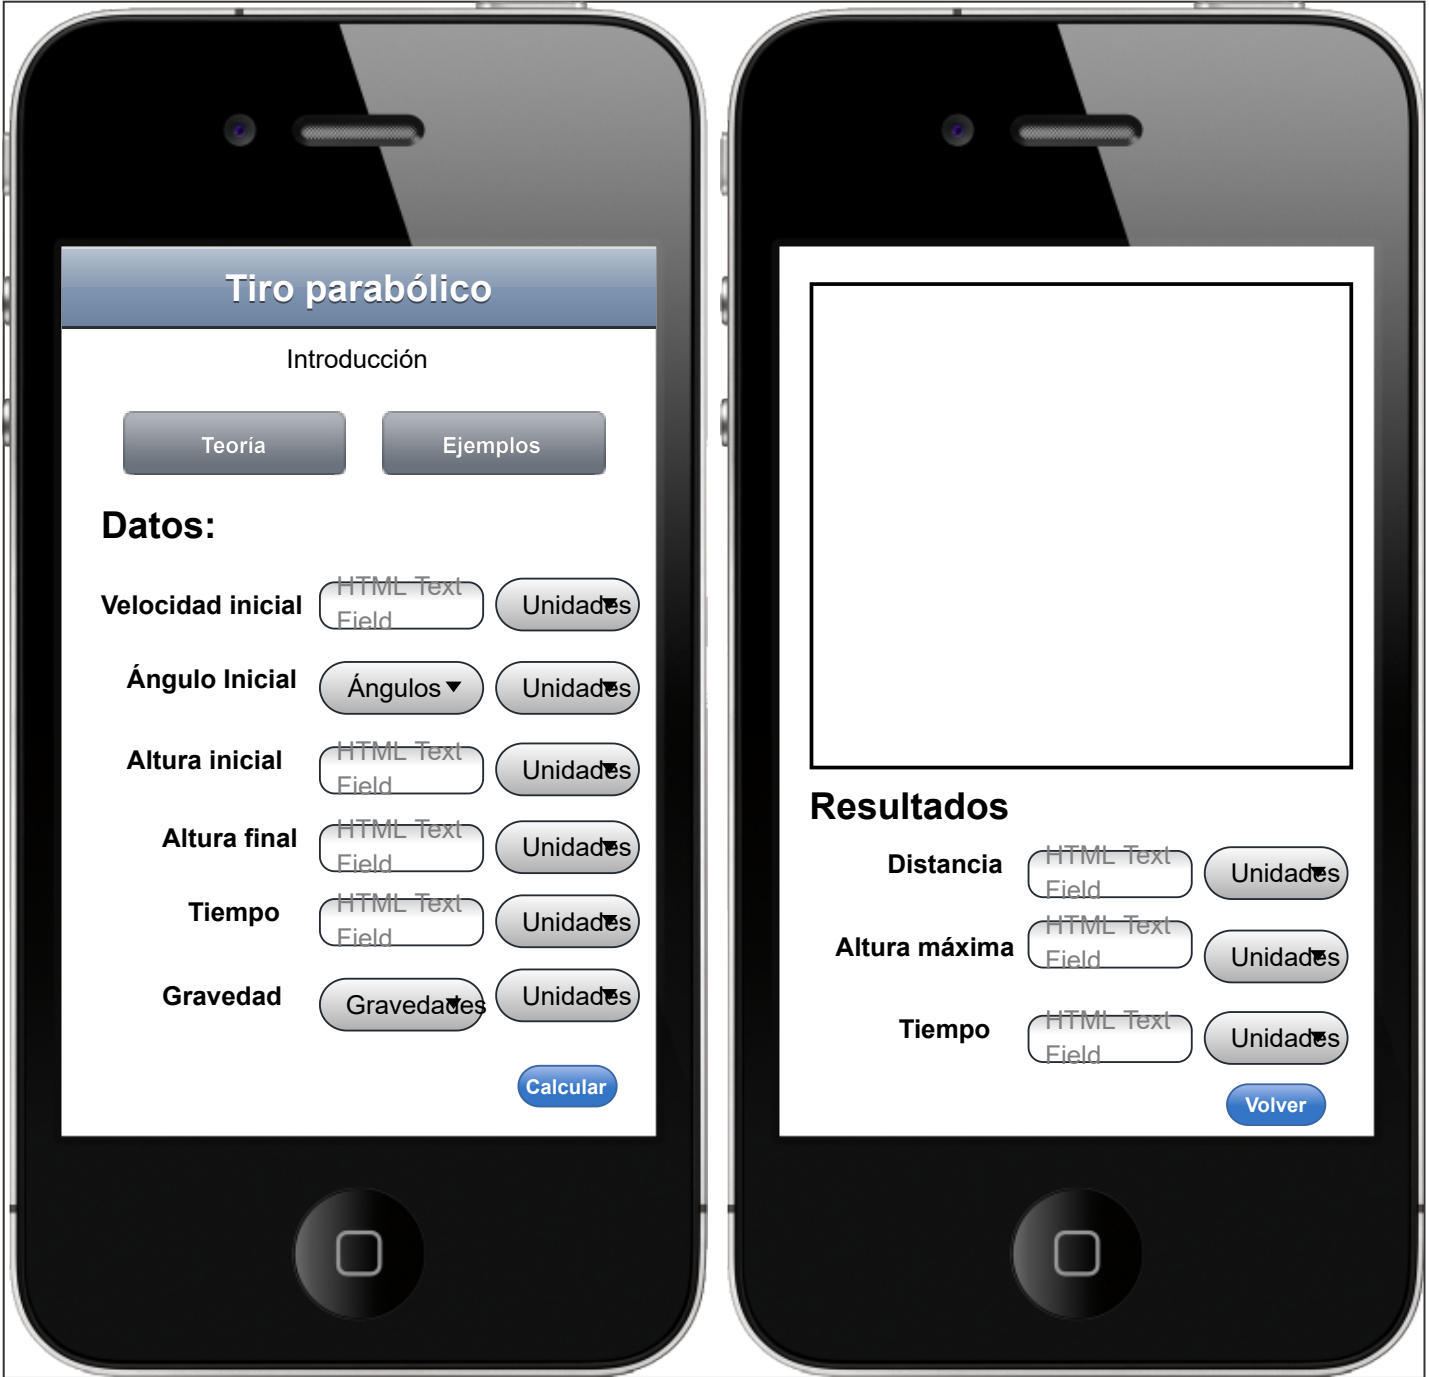 Tiro parabólico
Introducción
Teoría
Ejemplos
Datos:
Velocidad inicial
HTML Text
Field
Unidades
Ángulo Inicial
Ángulos
Unidades
Altura inicial
HTML Text
Field
Unidades
Altura final
HTML Text
Field
Unidades
Tiempo
HTML Text
Field
Unidades
Gravedad
Gravedades
Unidades
Calcular
Resultados
Distancia
HTML Text
Field
Unidades
Altura máxima
HTML Text
Field
Unidades
Tiempo
HTML Text
Field
Unidades
Volver